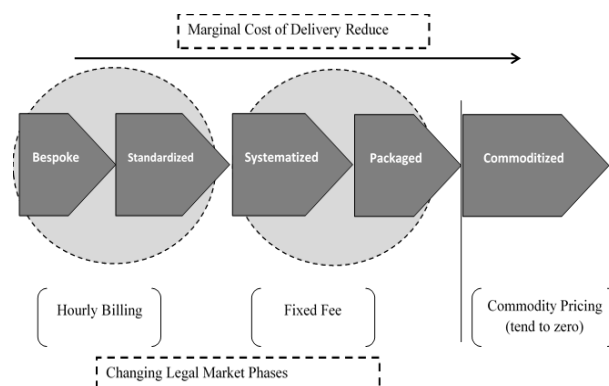 Marginal Cost of Delivery Reduce
Bespoke
Standardized
Systematized
Packaged
Commoditized
Hourly Billing
Fixed Fee
Commodity Pricing
(tend to zero)
Changing Legal Market Phases